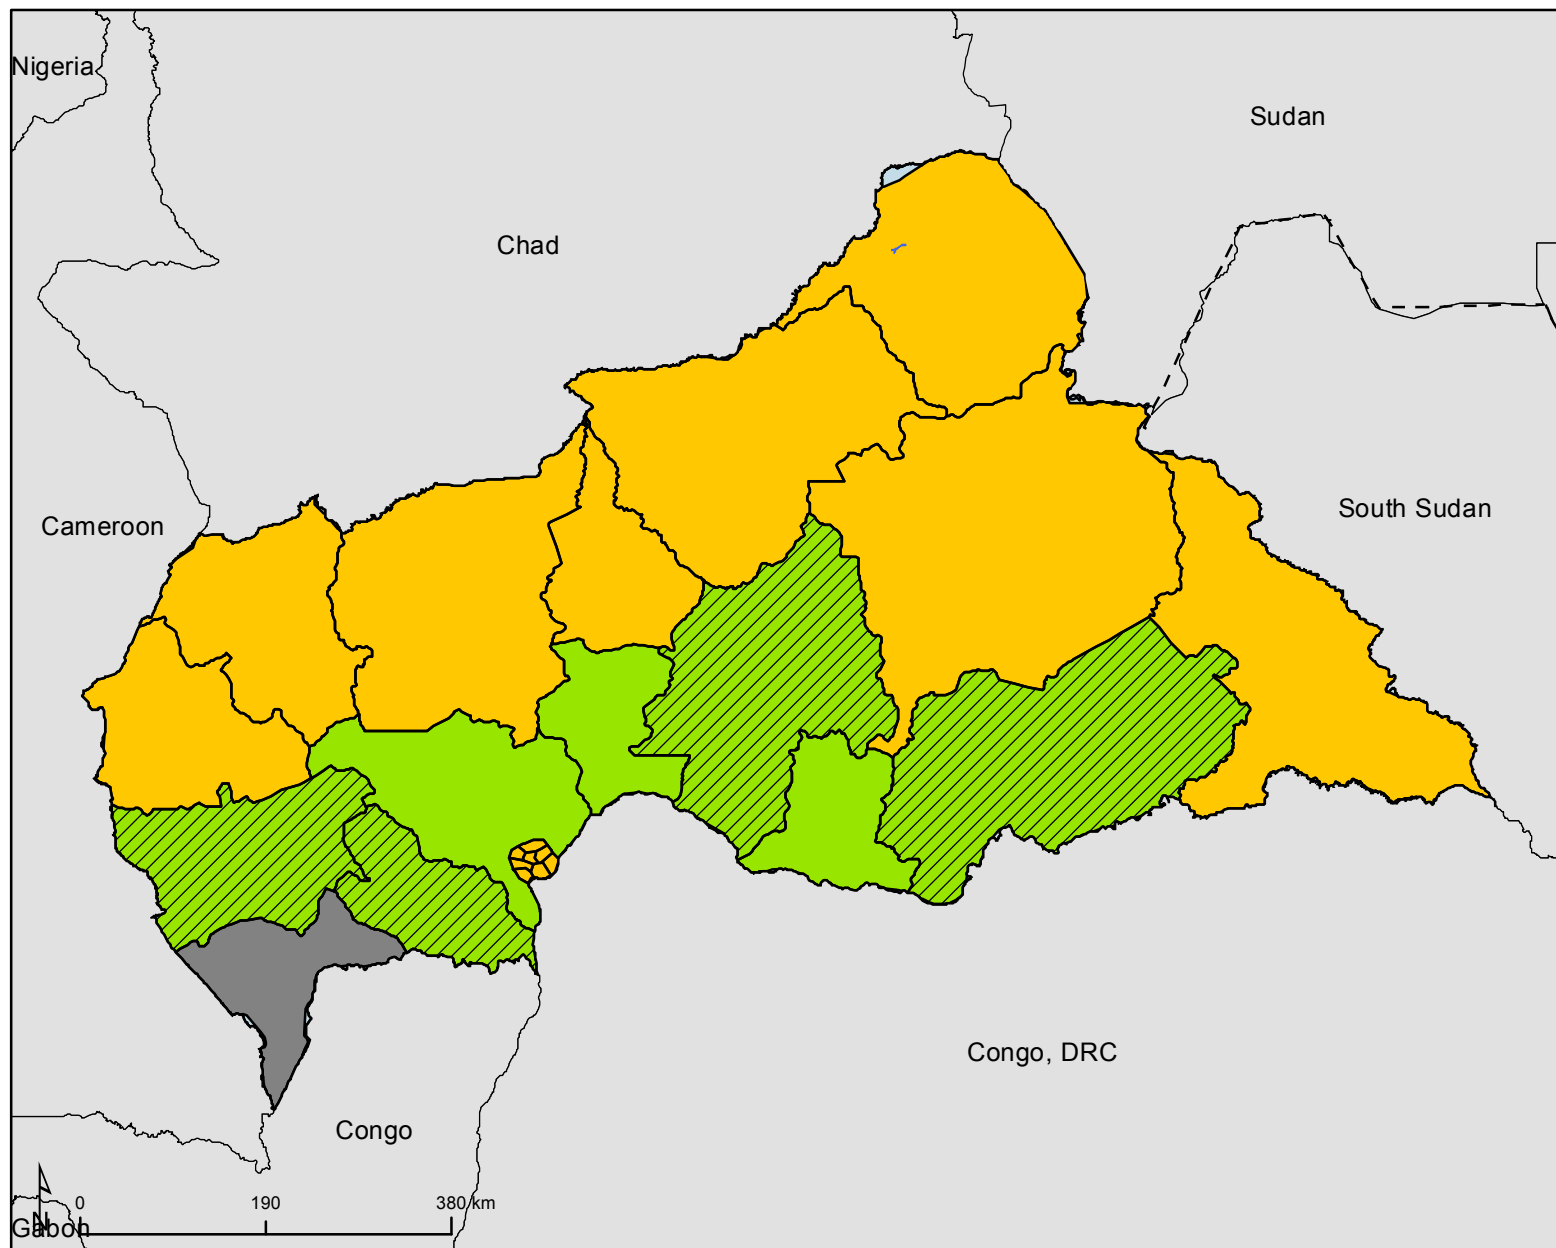 Nigeria
Sudan
Chad
South Sudan
Cameroon
Congo, DRC
Congo
0 190 380 km
N
Gabon